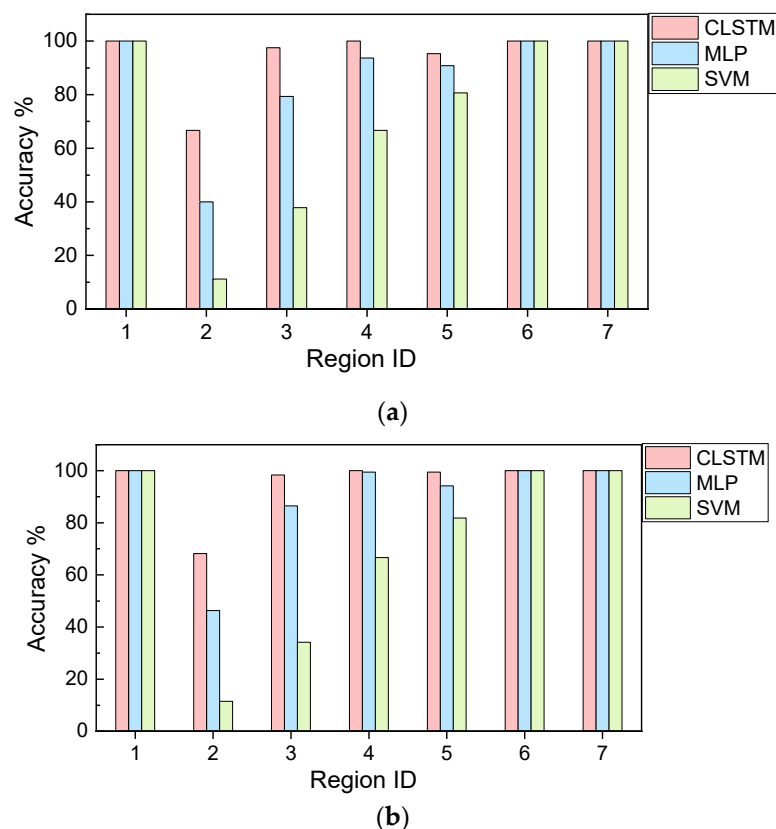 100
80
60
40
20
0
Accuracy %
1 2 3 4 5 6 7
Region ID
CLSTM
MLP
SVM
(a)
100
80
60
40
20
0
Accuracy %
1 2 3 4 5 6 7
Region ID
CLSTM
MLP
SVM
(b)